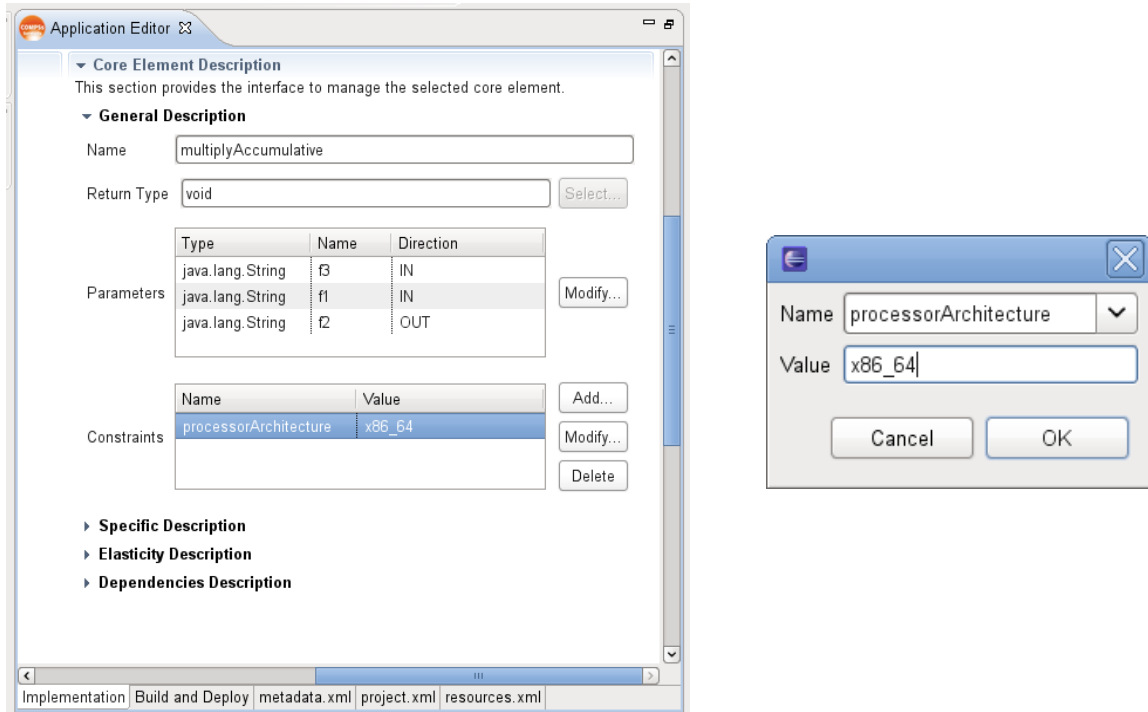 COMPSs Application Editor
Core Element Description
This section provides the interface to manage the selected core element.
General Description
Name multiplyAccumulative
Return Type void Select...
Type Name Direction
java.lang.String f3 IN
Parameters java.lang.String f1 IN Modify...
java.lang.String f2 OUT
Name Value Add...
processorArchitecture x86_64
Constraints Modify...
Delete
Specific Description
Elasticity Description
Dependencies Description
Implementation Build and Deploy metadata.xml project.xml resources.xml
Name processorArchitecture
Value x86_64
Cancel OK